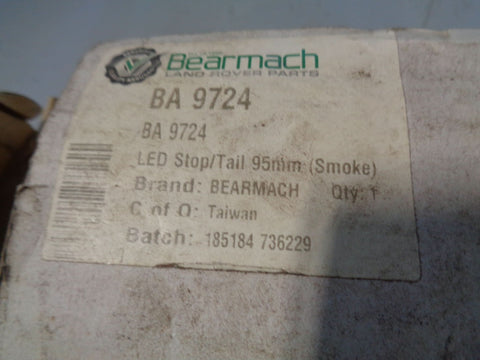 Bearmach
LAND ROVER PARTS
BA 9724
BA 9724
LED Stop/Tail 95mm (Smoke)
Brand: BEARMACH Qty: 1
C of O: Taiwan
Batch: 185184 736229